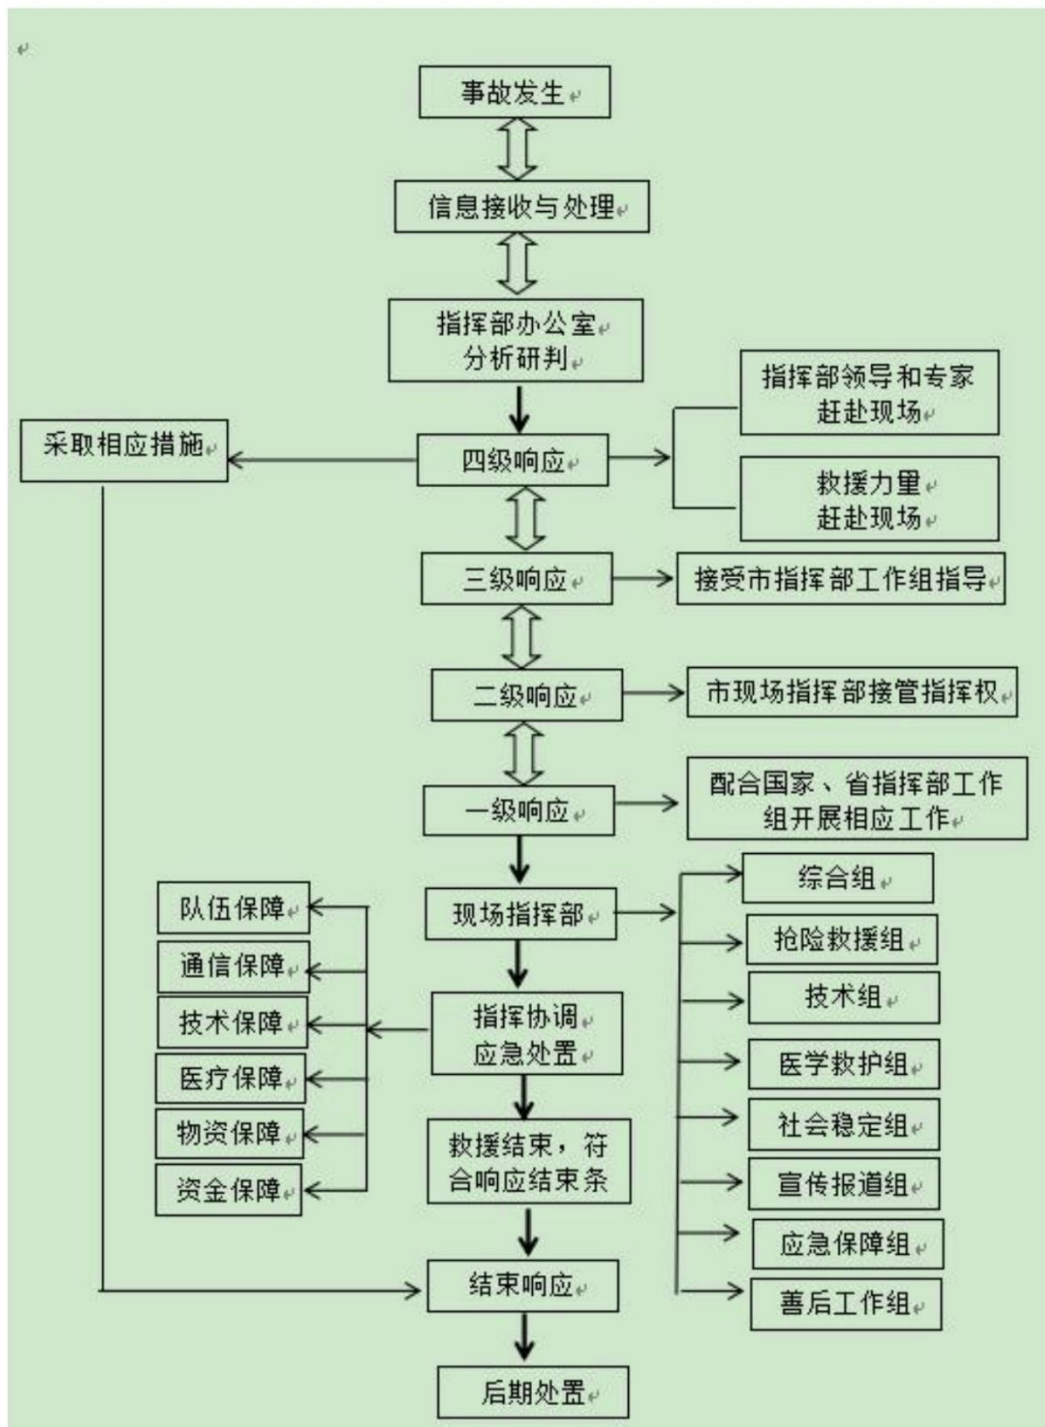 事故发生
信息接收与处理
指挥部办公室
分析研判
指挥部领导和专家
赶赴现场
采取相应措施
四级响应
救援力量
赶赴现场
三级响应
接受市指挥部工作组指导
二级响应
市现场指挥部接管指挥权
一级响应
配合国家、省指挥部工作
组开展相应工作
现场指挥部
综合组
抢险救援组
技术组
医学救护组
社会稳定组
宣传报道组
应急保障组
善后工作组
队伍保障
通信保障
技术保障
医疗保障
物资保障
资金保障
指挥协调
应急处置
救援结束，符
合响应结束条
结束响应
后期处置